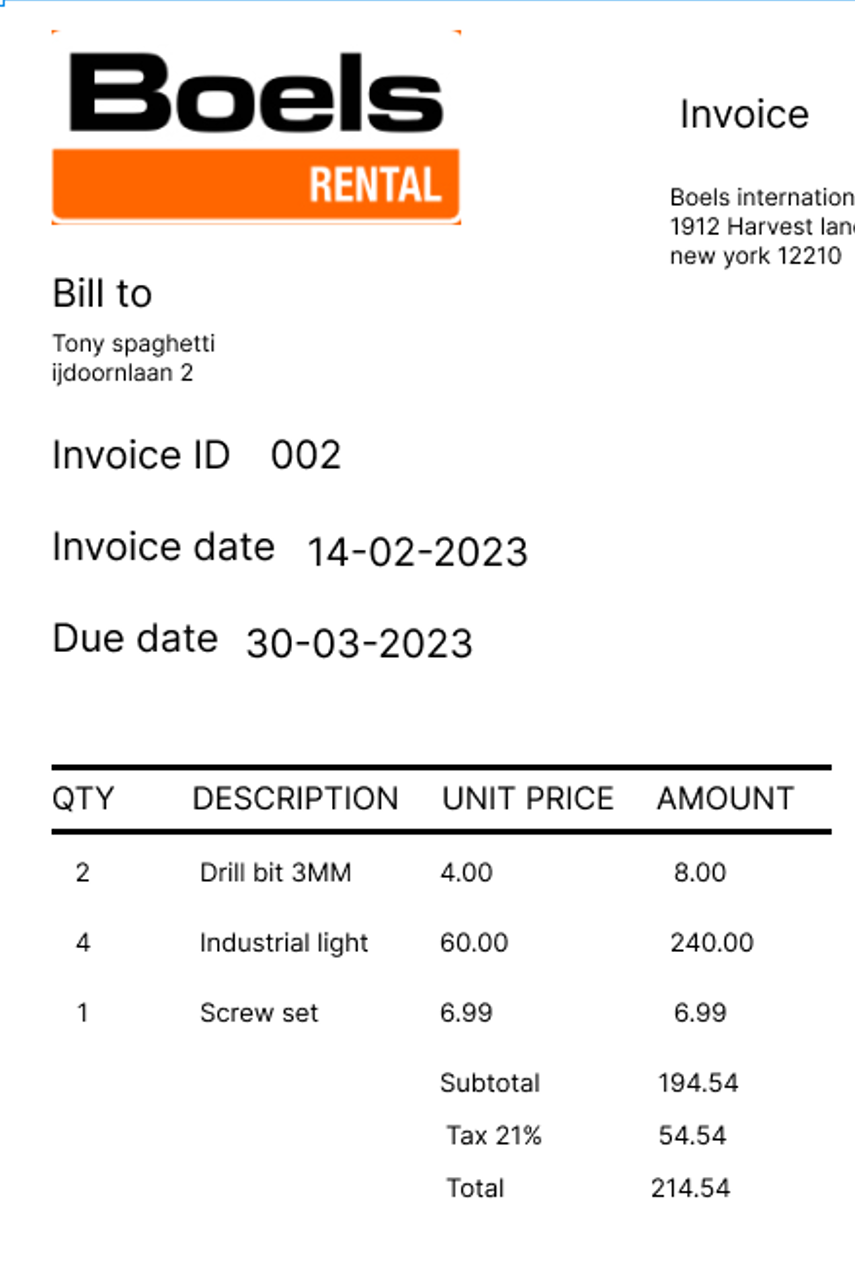 Boels
RENTAL
Invoice
Boels internation
1912 Harvest lan
new york 12210
Bill to
Tony spaghetti
ijdoornlaan 2
Invoice ID 002
Invoice date 14-02-2023
Due date 30-03-2023
QTY DESCRIPTION UNIT PRICE AMOUNT
2 Drill bit 3MM 4.00 8.00
4 Industrial light 60.00 240.00
1 Screw set 6.99 6.99
Subtotal 194.54
Tax 21% 54.54
Total 214.54